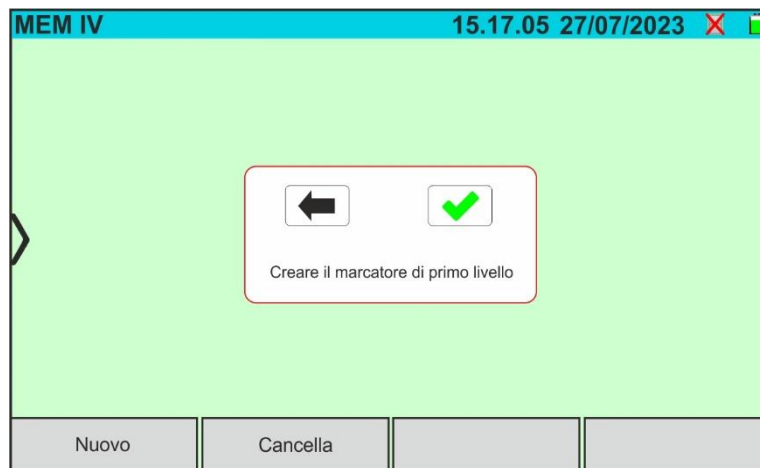 MEM IV 15.17.05 27/07/2023
Creare il marcatore di primo livello
Nuovo Cancella